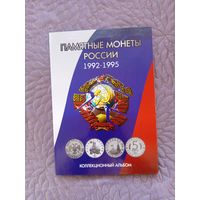 ПАМЯТНЫЕ МОНЕТЫ
РОССИИ
1992-1995
КОЛЛЕКЦИОННЫЙ АЛЬБОМ